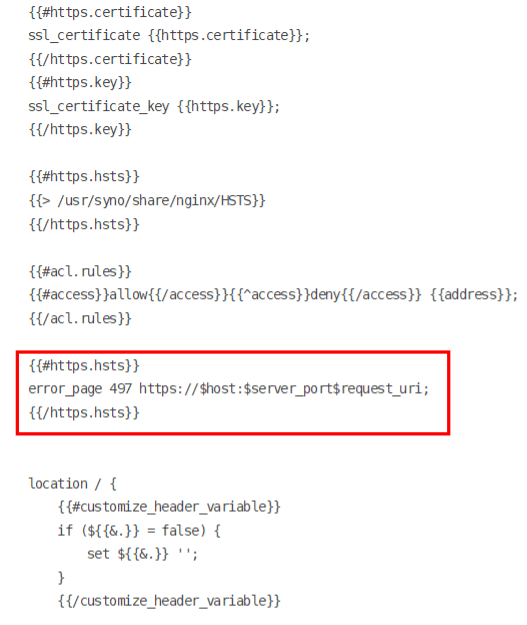 {{#https.certificate}}
ssl_certificate {{https.certificate}};
{{/https.certificate}}
{{#https.key}}
ssl_certificate_key {{https.key}};
{{/https.key}}
{{#https.hsts}}
{{> /usr/syno/share/nginx/HSTS}}
{{/https.hsts}}
{{#acl.rules}}
{{#access}}allow{{/access}}{{^access}}deny{{/access}} {{address}};
{{/acl.rules}}
{{#https.hsts}}
error_page 497 https://$host:$server_port$request_uri;
{{/https.hsts}}
location / {
    {{#customize_header_variable}}
    if (${{&.}} = false) {
        set ${{&.}} '';
    }
    {{/customize_header_variable}}